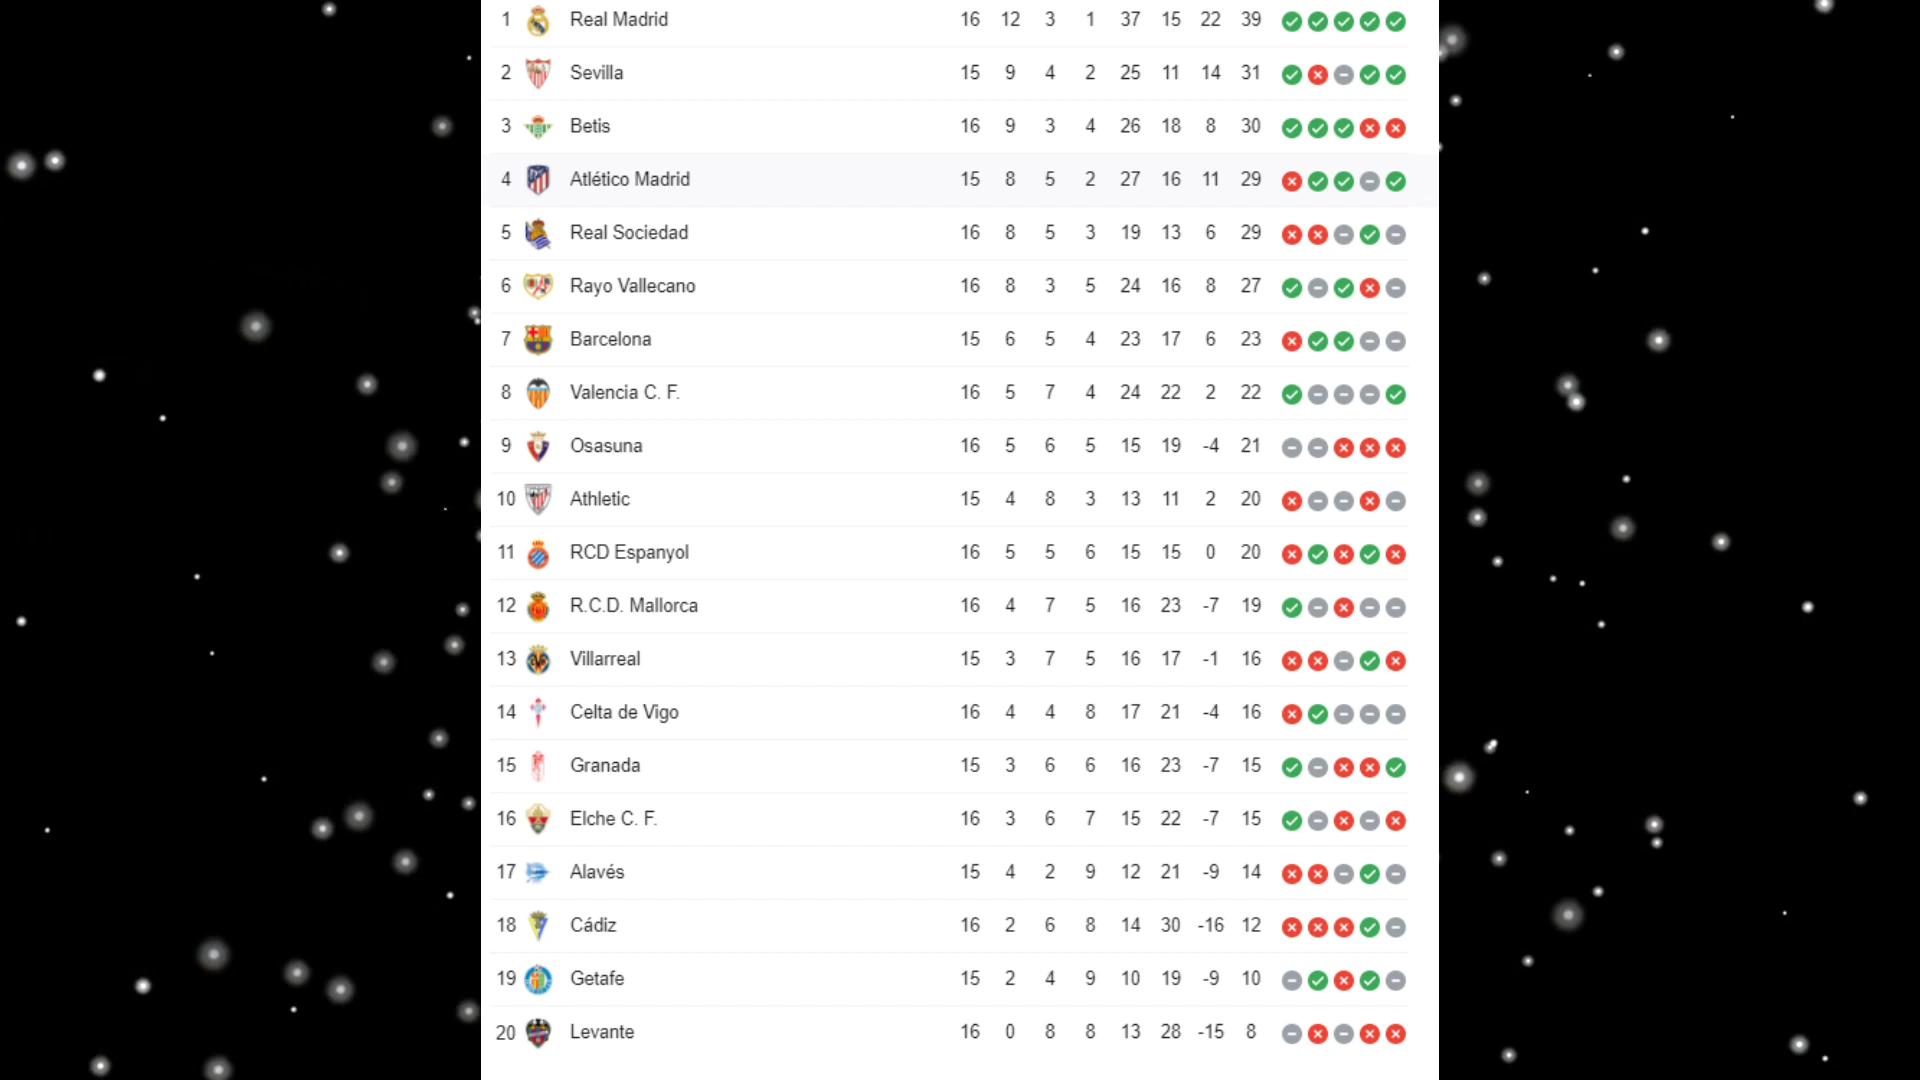 1 Real Madrid 16 12 3 1 37 15 22 39
2 Sevilla 15 9 4 2 25 11 14 31
3 Betis 16 9 3 4 26 18 8 30
4 Atlético Madrid 15 8 5 2 27 16 11 29
5 Real Sociedad 16 8 5 3 19 13 6 29
6 Rayo Vallecano 16 8 3 5 24 16 8 27
7 Barcelona 15 6 5 4 23 17 6 23
8 Valencia C. F. 16 5 7 4 24 22 2 22
9 Osasuna 16 5 6 5 15 19 -4 21
10 Athletic 15 4 8 3 13 11 2 20
11 RCD Espanyol 16 5 5 6 15 15 0 20
12 R.C.D. Mallorca 16 4 7 5 16 23 -7 19
13 Villarreal 15 3 7 5 16 17 -1 16
14 Celta de Vigo 16 4 4 8 17 21 -4 16
15 Granada 15 3 6 6 16 23 -7 15
16 Elche C. F. 16 3 6 7 15 22 -7 15
17 Alavés 15 4 2 9 12 21 -9 14
18 Cádiz 16 2 6 8 14 30 -16 12
19 Getafe 15 2 4 9 10 19 -9 10
20 Levante 16 0 8 8 13 28 -15 8